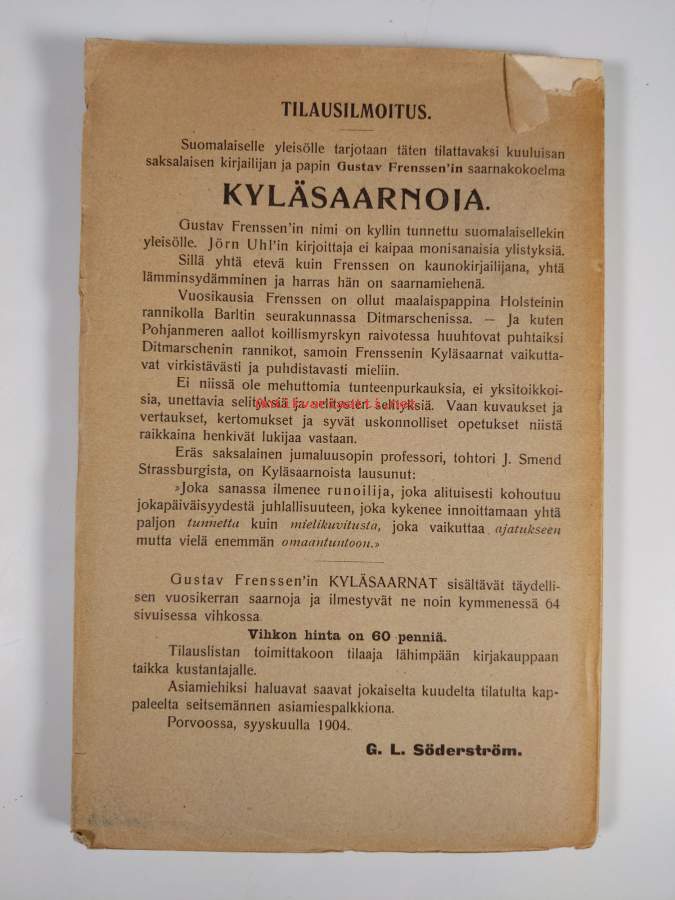 TILAUSILMOITUS.
Suomalaiselle yleisölle tarjotaan täten tilattavaksi kuuluisan
saksalaisen kirjailijan ja papin Gustav Frenssen'in saarnakokoelma
KYLÄSAARNOJA.
Gustav Frenssen'in nimi on kyllin tunnettu suomalaisellekin
yleisölle. Jörn Uhl'in kirjoittaja ei kaipaa monisanaisia ylistyksiä.
Sillä yhtä etevä kuin Frenssen on kaunokirjailijana, yhtä
lämminsydämminen ja harras hän on saarnamiehenä.
Vuosikausia Frenssen on ollut maalaispappina Holsteinin
rannikolla Barltin seurakunnassa Ditmarschenissa. — Ja kuten
Pohjanmeren aallot koillismyrskyn raivotessa huuhtovat puhtaiksi
Ditmarschenin rannikot, samoin Frenssenin Kyläsaarnat vaikutta-
vat virkistävästi ja puhdistavasti mieliin.
Ei niissä ole mehuttomia tunteenpurkauksia, ei yksitoikkoi-
sia, unettavia selityksiä ja selitysten selityksiä. Vaan kuvaukset ja
Antikvariaatti.net
vertaukset, kertomukset ja syvät uskonnolliset opetukset niistä
raikkaina henkivät lukijaa vastaan.
Eräs saksalainen jumaluusopin professori, tohtori J. Smend
Strassburgista, on Kyläsaarnoista lausunut:
»Joka sanassa ilmenee runoilija, joka alituisesti kohoutuu
jokapäiväisyydestä juhlallisuuteen, joka kykenee innoittamaan yhtä
paljon tunnetta kuin mielikuvitusta, joka vaikuttaa ajatukseen
mutta vielä enemmän omaantuntoon.»
Gustav Frenssen'in KYLÄSAARNAT sisältävät täydelli-
sen vuosikerran saarnoja ja ilmestyvät ne noin kymmenessä 64
sivuisessa vihkossa.
Vihkon hinta on 60 penniä.
Tilauslistan toimittakoon tilaaja lähimpään kirjakauppaan
taikka kustantajalle.
Asiamiehiksi haluavat saavat jokaiselta kuudelta tilatulta kap-
paleelta seitsemännen asiamiespalkkiona.
Porvoossa, syyskuulla 1904.
G. L. Söderström.